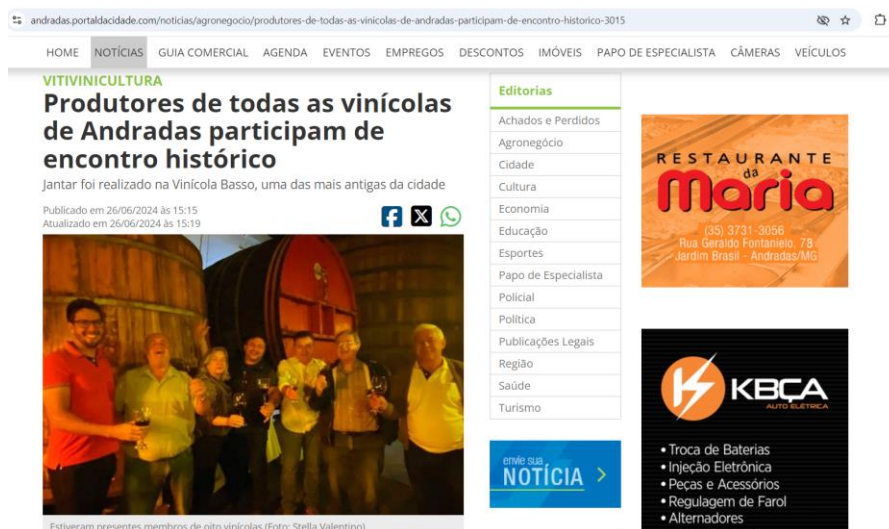 andradas.portaldacidade.com/noticias/agronegocio/produtores-de-todas-as-vinicolas-de-andradas-participam-de-encontro-historico-3015
HOME NOTÍCIAS GUIA COMERCIAL AGENDA EVENTOS EMPREGOS DESCONTOS IMÓVEIS PAPO DE ESPECIALISTA CÂMERAS VEÍCULOS
VITIVINICULTURA
Produtores de todas as vinícolas
de Andradas participam de
encontro histórico
Jantar foi realizado na Vinícola Basso, uma das mais antigas da cidade
Publicado em 26/06/2024 às 15:15
Atualizado em 26/06/2024 às 15:19
Estiveram presentes membros de oito vinícolas (Foto: Stella Valentino)
Editorias
Achados e Perdidos
Agronegócio
Cidade
Cultura
Economia
Educação
Esportes
Papo de Especialista
Policial
Política
Publicações Legais
Região
Saúde
Turismo
envie sua
NOTÍCIA >
RESTAURANTE
da
Maria
(35) 3731-3056
Rua Geraldo Fontanielo, 78
Jardim Brasil - Andradas/MG
KBÇA
AUTO ELÉTRICA
• Troca de Baterias
• Injeção Eletrônica
• Peças e Acessórios
• Regulagem de Farol
• Alternadores